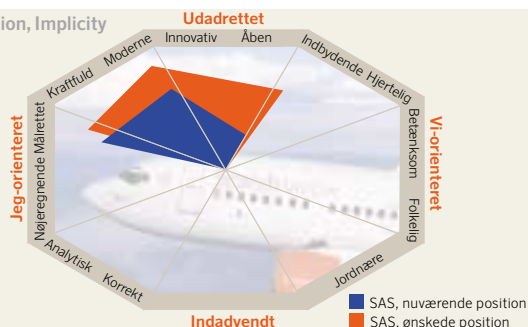 ion, Implicity
Udadrettet
Innovativ Åben
Moderne
Kraftfuld
Indbydende Hjertelig
Jeg-orienteret
Nøjeregnende Målrettet
Betænksom
Folkelig
Vi-orienteret
Analytisk
Korrekt
Jordnære
Indadvendt
SAS, nuværende position
SAS, ønskede position